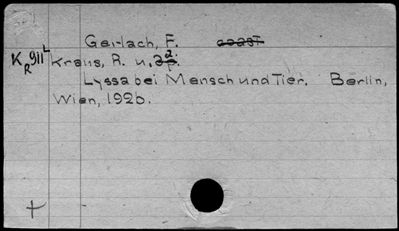 Gerlach, F.
K R 911 L Kraus, R. u. a.
Lyssa bei Mensch und Tier. Berlin,
Wien, 1926.